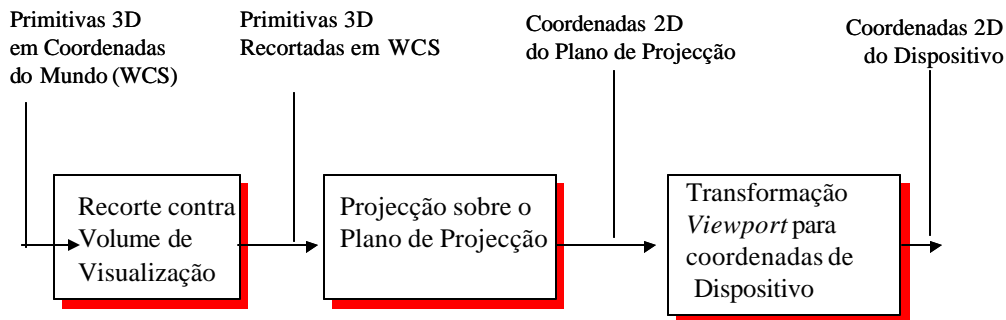 Primitivas 3D
em Coordenadas
do Mundo (WCS)
Primitivas 3D
Recortadas em WCS
Coordenadas 2D
do Plano de Projecção
Coordenadas 2D
do Dispositivo
Recorte contra
Volume de
Visualização
Projecção sobre o
Plano de Projecção
Transformação
Viewport para
coordenadas de
Dispositivo